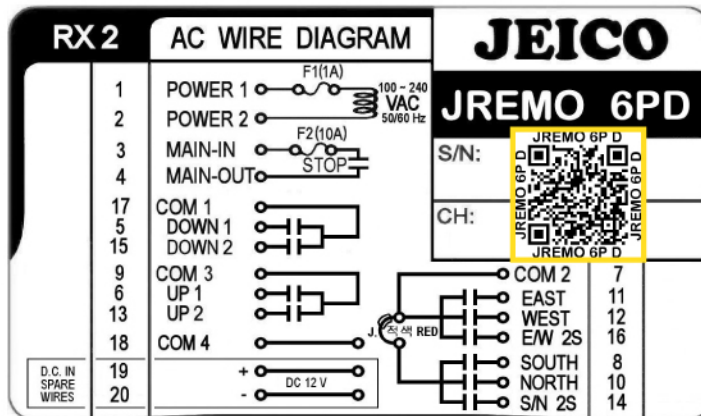 RX 2
AC WIRE DIAGRAM
JEICO
JREMO 6PD
S/N:
CH:
JREMO 6P D
JREMO 6P D
JREMO 6P D
JREMO 6P D
1 POWER 1 F1(1A) 100 ~ 240
VAC
50/60 Hz
2 POWER 2
3 MAIN-IN F2(10A)
STOP
4 MAIN-OUT
17 COM 1
5 DOWN 1
15 DOWN 2
9 COM 3
6 UP 1
13 UP 2
18 COM 4
D.C. IN
SPARE
WIRES
19 +
DC 12 V
20 -
J. 적색 RED
COM 2 7
EAST 11
WEST 12
E/W 2S 16
SOUTH 8
NORTH 10
S/N 2S 14